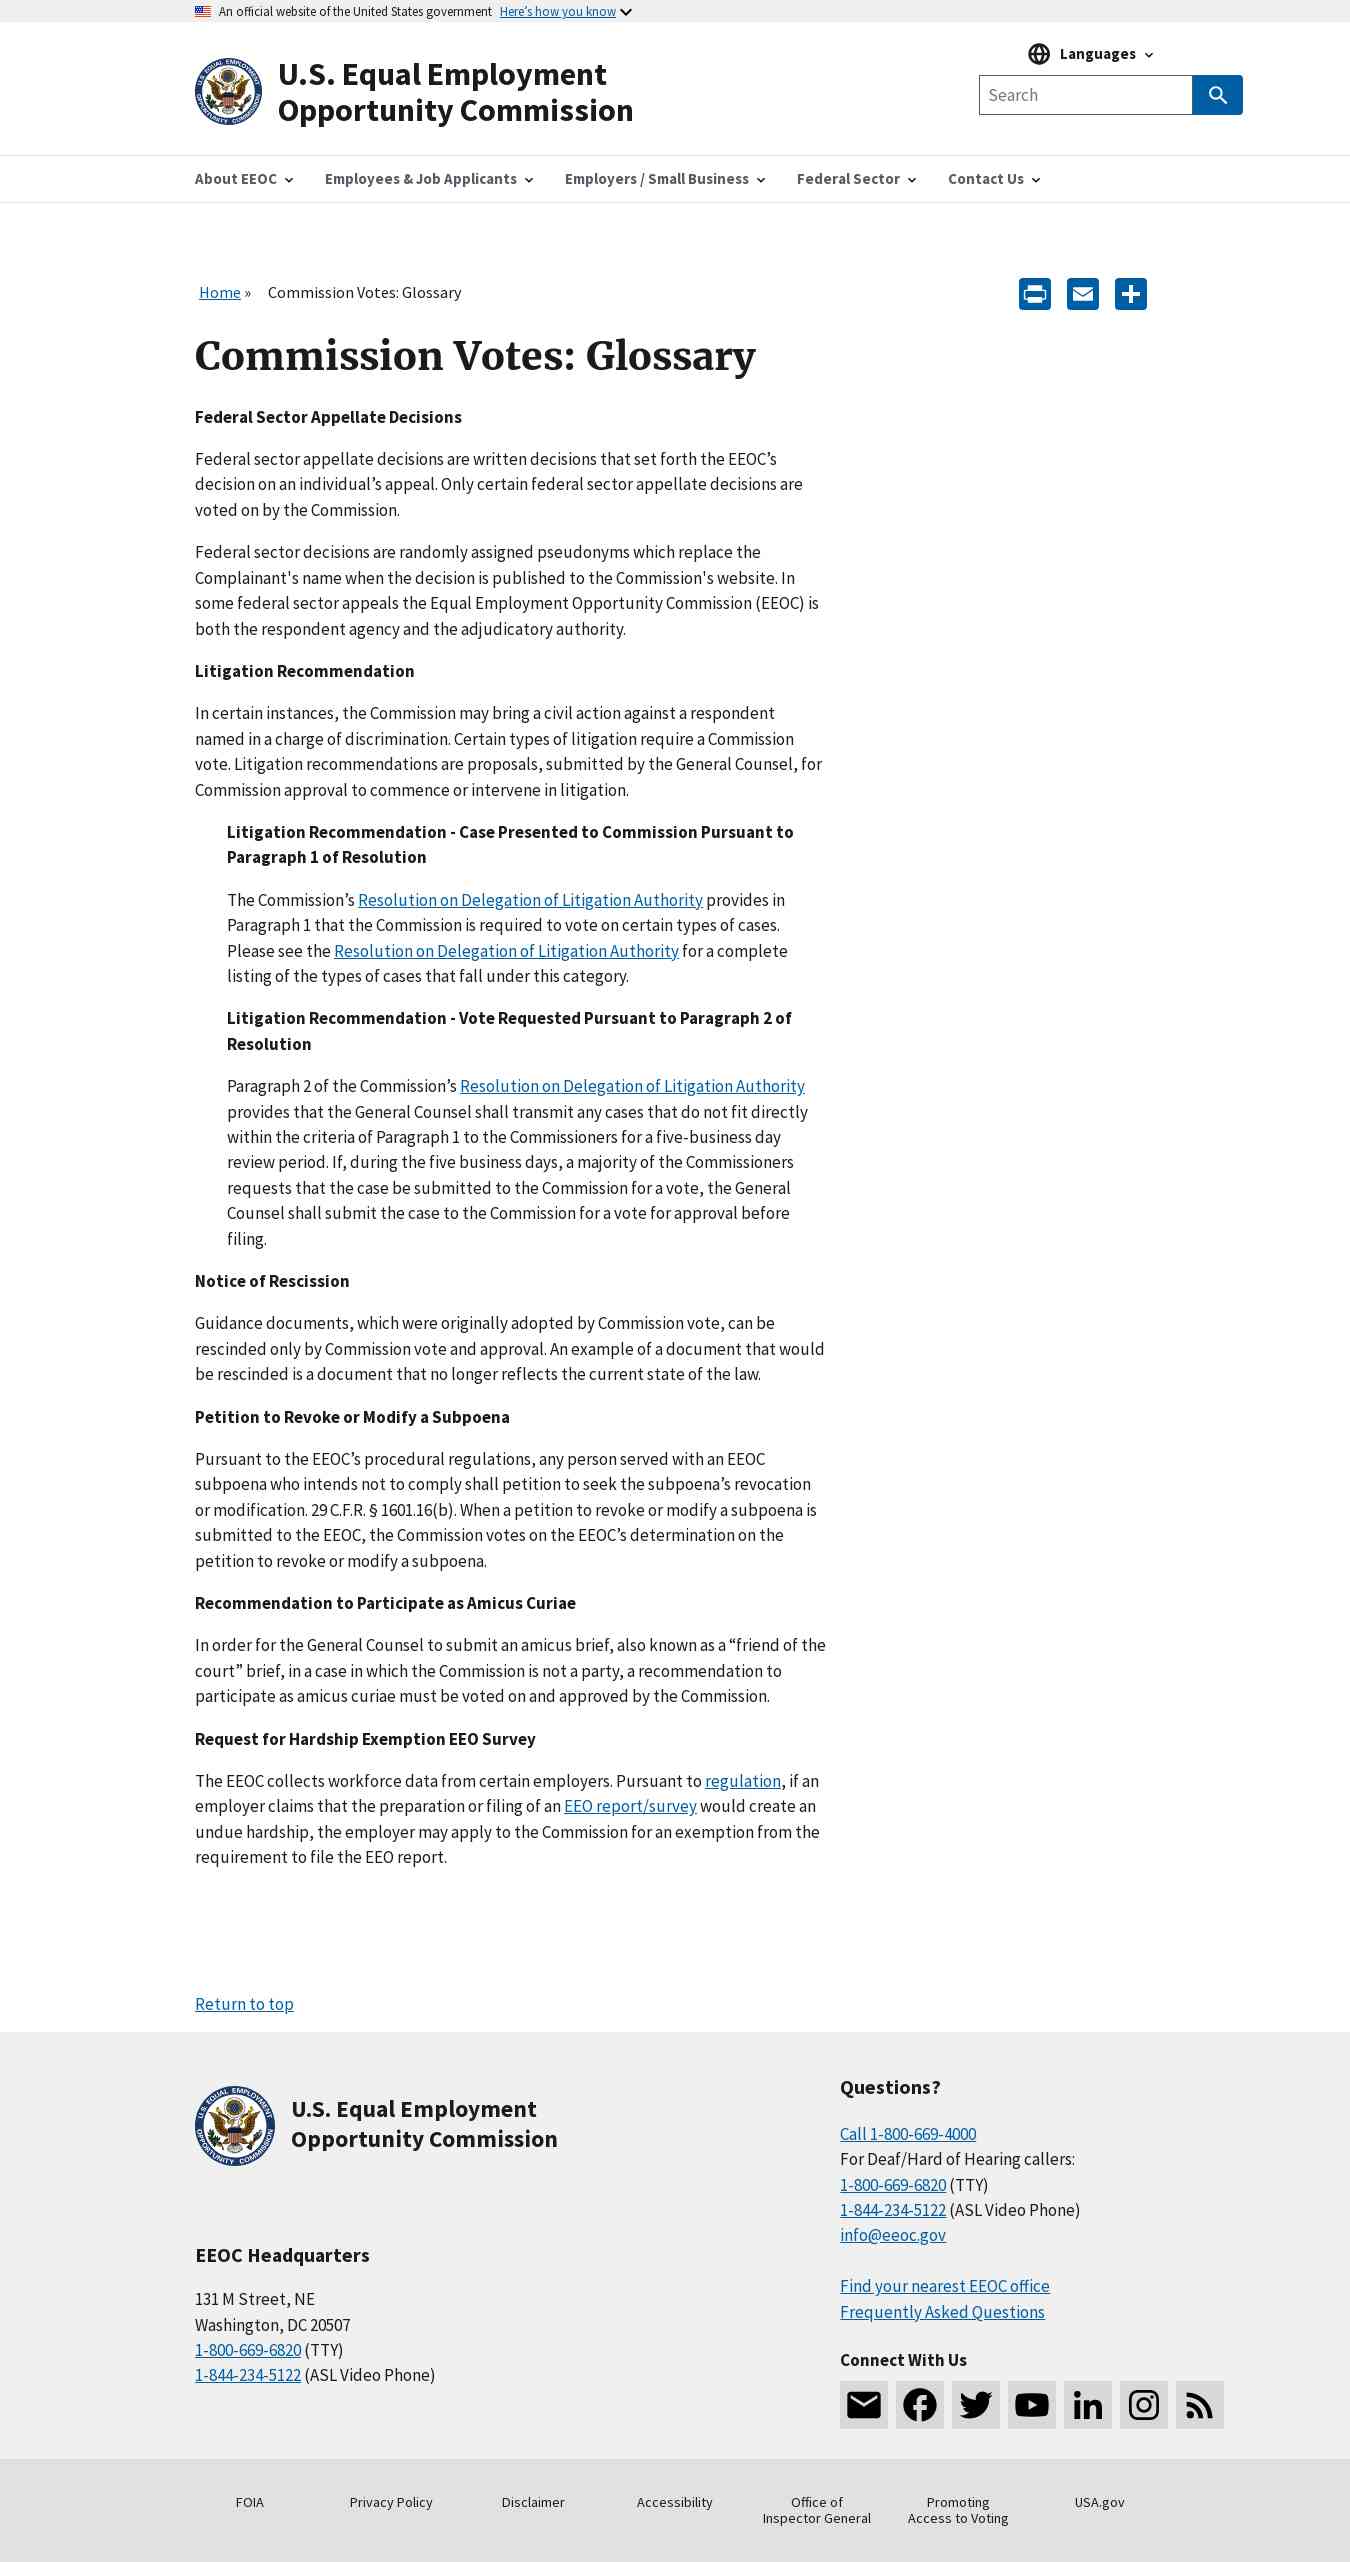 An official website of the United States government Here’s how you know
U.S. Equal Employment
Opportunity Commission
Languages
Search
About EEOC Employees & Job Applicants Employers / Small Business Federal Sector Contact Us
Home » Commission Votes: Glossary
Commission Votes: Glossary
Federal Sector Appellate Decisions
Federal sector appellate decisions are written decisions that set forth the EEOC’s
decision on an individual’s appeal. Only certain federal sector appellate decisions are
voted on by the Commission.
Federal sector decisions are randomly assigned pseudonyms which replace the
Complainant's name when the decision is published to the Commission's website. In
some federal sector appeals the Equal Employment Opportunity Commission (EEOC) is
both the respondent agency and the adjudicatory authority.
Litigation Recommendation
In certain instances, the Commission may bring a civil action against a respondent
named in a charge of discrimination. Certain types of litigation require a Commission
vote. Litigation recommendations are proposals, submitted by the General Counsel, for
Commission approval to commence or intervene in litigation.
Litigation Recommendation - Case Presented to Commission Pursuant to
Paragraph 1 of Resolution
The Commission’s Resolution on Delegation of Litigation Authority provides in
Paragraph 1 that the Commission is required to vote on certain types of cases.
Please see the Resolution on Delegation of Litigation Authority for a complete
listing of the types of cases that fall under this category.
Litigation Recommendation - Vote Requested Pursuant to Paragraph 2 of
Resolution
Paragraph 2 of the Commission’s Resolution on Delegation of Litigation Authority
provides that the General Counsel shall transmit any cases that do not fit directly
within the criteria of Paragraph 1 to the Commissioners for a five-business day
review period. If, during the five business days, a majority of the Commissioners
requests that the case be submitted to the Commission for a vote, the General
Counsel shall submit the case to the Commission for a vote for approval before
filing.
Notice of Rescission
Guidance documents, which were originally adopted by Commission vote, can be
rescinded only by Commission vote and approval. An example of a document that would
be rescinded is a document that no longer reflects the current state of the law.
Petition to Revoke or Modify a Subpoena
Pursuant to the EEOC’s procedural regulations, any person served with an EEOC
subpoena who intends not to comply shall petition to seek the subpoena’s revocation
or modification. 29 C.F.R. § 1601.16(b). When a petition to revoke or modify a subpoena is
submitted to the EEOC, the Commission votes on the EEOC’s determination on the
petition to revoke or modify a subpoena.
Recommendation to Participate as Amicus Curiae
In order for the General Counsel to submit an amicus brief, also known as a “friend of the
court” brief, in a case in which the Commission is not a party, a recommendation to
participate as amicus curiae must be voted on and approved by the Commission.
Request for Hardship Exemption EEO Survey
The EEOC collects workforce data from certain employers. Pursuant to regulation, if an
employer claims that the preparation or filing of an EEO report/survey would create an
undue hardship, the employer may apply to the Commission for an exemption from the
requirement to file the EEO report.
Return to top
U.S. Equal Employment
Opportunity Commission
EEOC Headquarters
131 M Street, NE
Washington, DC 20507
1-800-669-6820 (TTY)
1-844-234-5122 (ASL Video Phone)
Questions?
Call 1-800-669-4000
For Deaf/Hard of Hearing callers:
1-800-669-6820 (TTY)
1-844-234-5122 (ASL Video Phone)
info@eeoc.gov
Find your nearest EEOC office
Frequently Asked Questions
Connect With Us
FOIA
Privacy Policy
Disclaimer
Accessibility
Office of
Inspector General
Promoting
Access to Voting
USA.gov